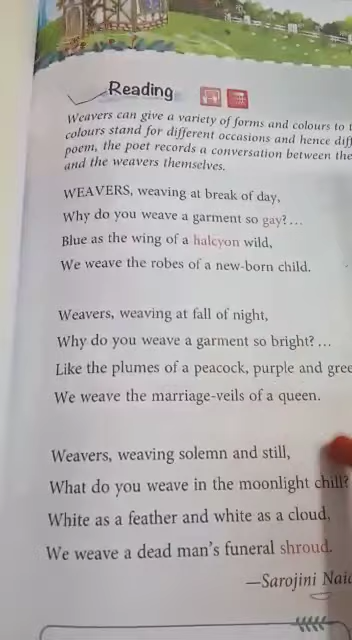 Reading
Weavers can give a variety of forms and colours to
colours stand for different occasions and hence
poem, the poet records a conversation between the
and the weavers themselves.
WEAVERS, weaving at break of day,
Why do you weave a garment so gay?...
Blue as the wing of a halcyon wild,
We weave the robes of a new-born child.
Weavers, weaving at fall of night,
Why do you weave a garment so bright?...
Like the plumes of a peacock, purple and
We weave the marriage-veils of a queen.
Weavers, weaving solemn and still,
What do you weave in the moonlight chill?
White as a feather and white as a cloud,
We weave a dead man's funeral shroud.
—Sarojini